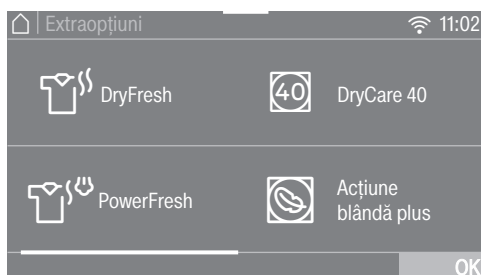 Extraopțiuni
11:02
DryFresh
40
DryCare 40
PowerFresh
Acțiune
blândă plus
OK